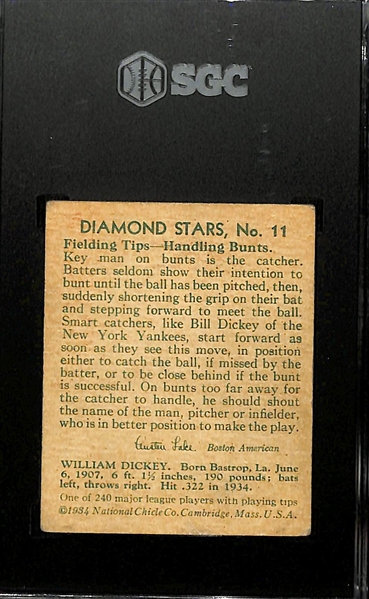 SGC
DIAMOND STARS, No. 11
Fielding Tips—Handling Bunts.
Key man on bunts is the catcher.
Batters seldom show their intention to
bunt until the ball has been pitched, then,
suddenly shortening the grip on their bat
and stepping forward to meet the ball.
Smart catchers, like Bill Dickey of the
New York Yankees, start forward as
soon as they see this move, in position
either to catch the ball, if missed by the
batter, or to be close behind if the bunt
is successful. On bunts too far away for
the catcher to handle, he should shout
the name of the man, pitcher or infielder,
who is in better position to make the play.
Austen Lake Boston American
WILLIAM DICKEY. Born Bastrop, La. June
6, 1907, 6 ft. 1½ inches, 190 pounds; bats
left, throws right. Hit .322 in 1934.
One of 240 major league players with playing tips
©1934 National Chicle Co. Cambridge, Mass. U.S.A.